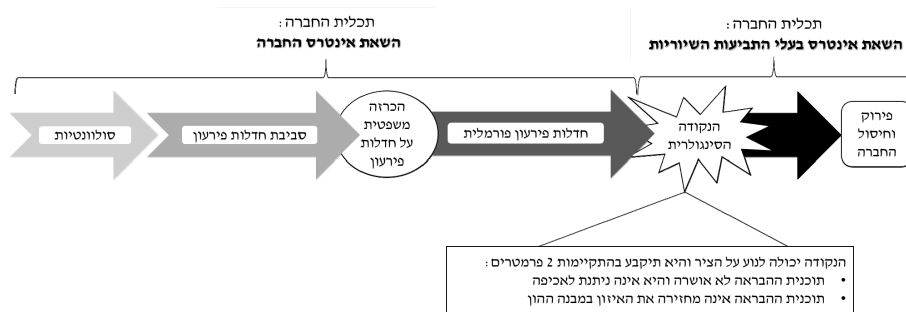 תכלית החברה:
השאת אינטרס החברה
תכלית החברה:
השאת אינטרס בעלי התביעות השיוריות
סולוונטיות
סביבת חדלות פירעון
הכרזה
משפטית
על חדלות
פירעון
חדלות פירעון פורמלית
הנקודה
הסינגולרית
פירוק
וחיסול
החברה
הנקודה יכולה לנוע על הציר והיא תיקבע בהתקיימות 2 פרמטרים:
• תוכנית ההבראה לא אושרה והיא אינה ניתנת לאכיפה
• תוכנית ההבראה אינה מחזירה את האיזון במבנה ההון